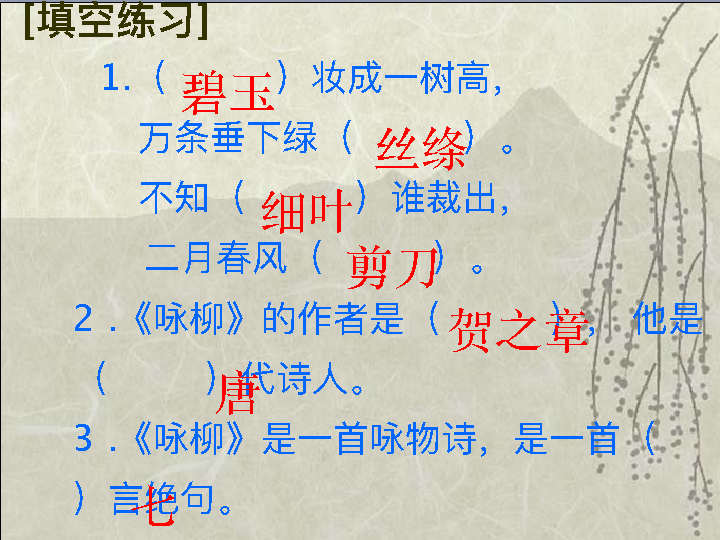 [填空练习]
1.（碧玉）妆成一树高，
万条垂下绿（丝绦）。
不知（细叶）谁裁出，
二月春风（剪刀）。
2．《咏柳》的作者是（贺之章），他是
（唐）代诗人。
3．《咏柳》是一首咏物诗，是一首（
七）言绝句。